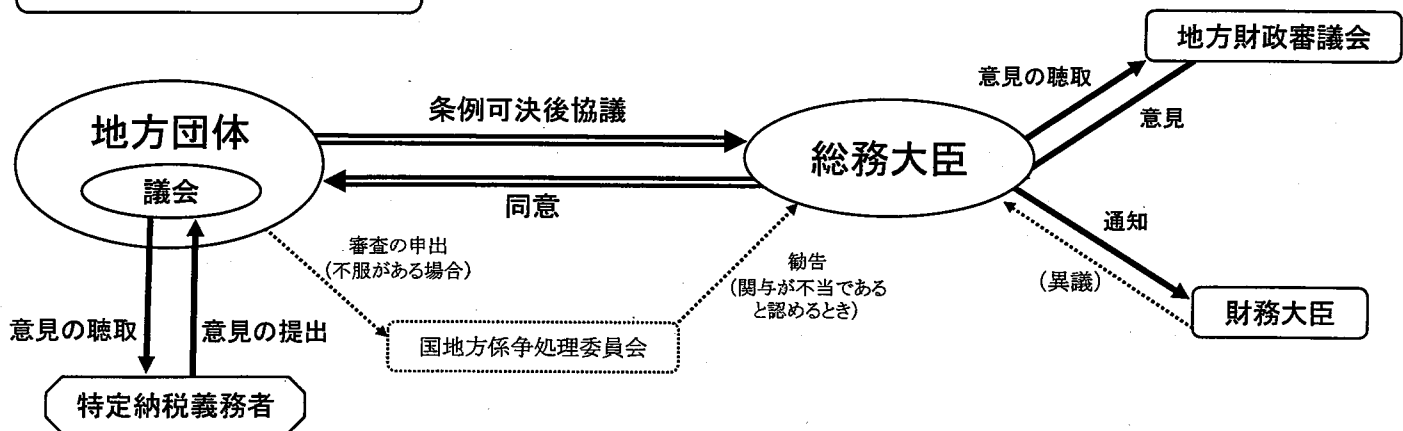 地方財政審議会
意見の聴取
意見
条例可決後協議
地方団体
議会
総務大臣
同意
通知
審査の申出
(不服がある場合)
勧告
(関与が不当である
と認めるとき)
(異議)
財務大臣
意見の聴取
意見の提出
国地方係争処理委員会
特定納税義務者